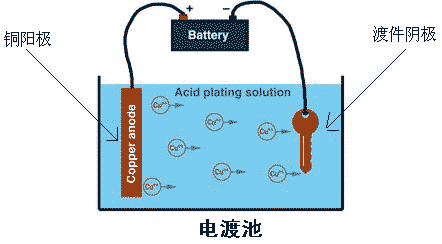 + −
Battery
铜阳极
渡件阴极
Acid plating solution
Copper anode
Cu++
Cu++
Cu++
Cu++
Cu++
Cu++
Cu++
电渡池